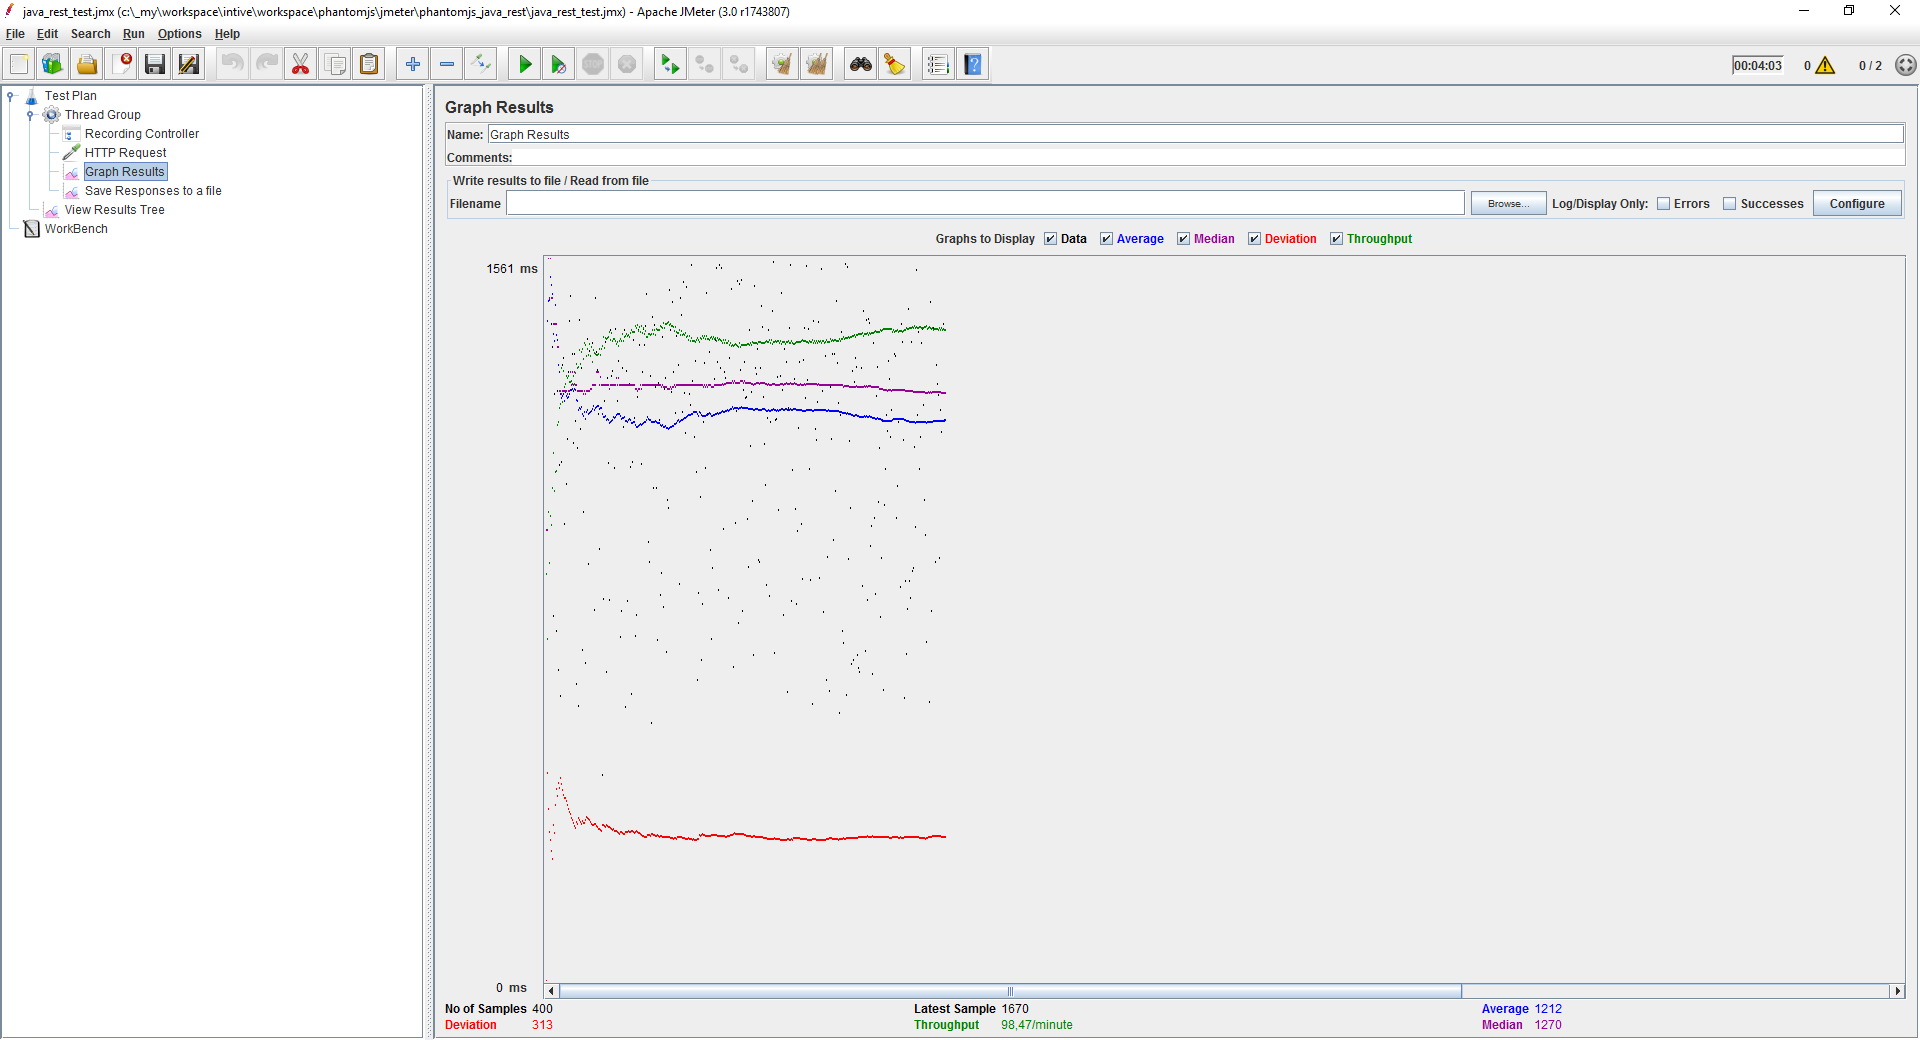 java_rest_test.jmx (c:\_my\workspace\intive\workspace\phantomjs\jmeter\phantomjs_java_rest\java_rest_test.jmx) - Apache JMeter (3.0 r1743807)
File Edit Search Run Options Help
STOP
00:04:03 0 0 / 2
Test Plan
Thread Group
Recording Controller
HTTP Request
Graph Results
Save Responses to a file
View Results Tree
WorkBench
Graph Results
Name: Graph Results
Comments:
Write results to file / Read from file
Filename Browse... Log/Display Only: Errors Successes Configure
Graphs to Display Data Average Median Deviation Throughput
1561 ms
0 ms
No of Samples 400 Latest Sample 1670 Average 1212
Deviation 313 Throughput 98,47/minute Median 1270